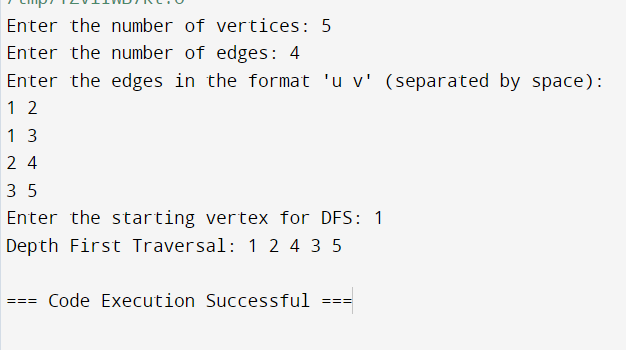 Enter the number of vertices: 5
Enter the number of edges: 4
Enter the edges in the format 'u v' (separated by space):
1 2
1 3
2 4
3 5
Enter the starting vertex for DFS: 1
Depth First Traversal: 1 2 4 3 5
=== Code Execution Successful ===